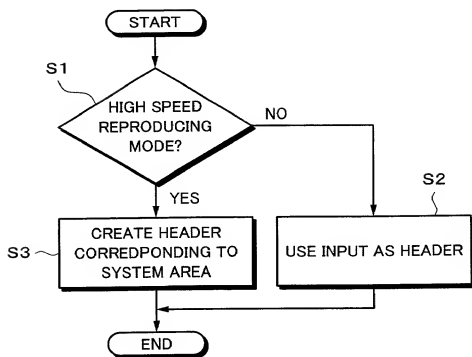 START
S1
HIGH SPEED
REPRODUCING
MODE?
NO
YES
S2
S3
CREATE HEADER
CORREDPONDING TO
SYSTEM AREA
USE INPUT AS HEADER
END